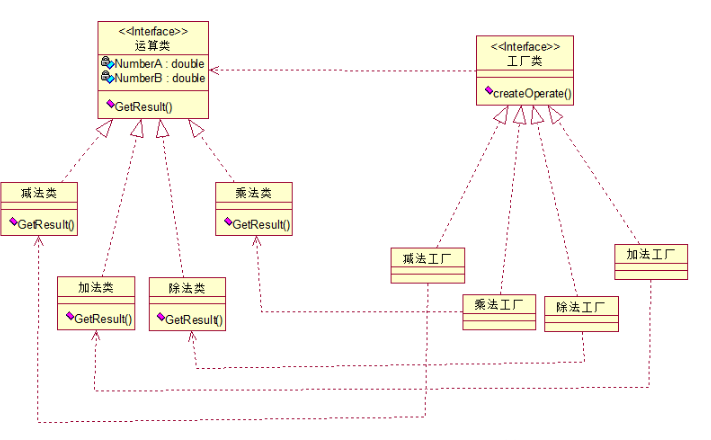 <<Interface>>
运算类
NumberA : double
NumberB : double
GetResult()
<<Interface>>
工厂类
createOperate()
减法类
GetResult()
乘法类
GetResult()
加法类
GetResult()
除法类
GetResult()
减法工厂
乘法工厂
除法工厂
加法工厂